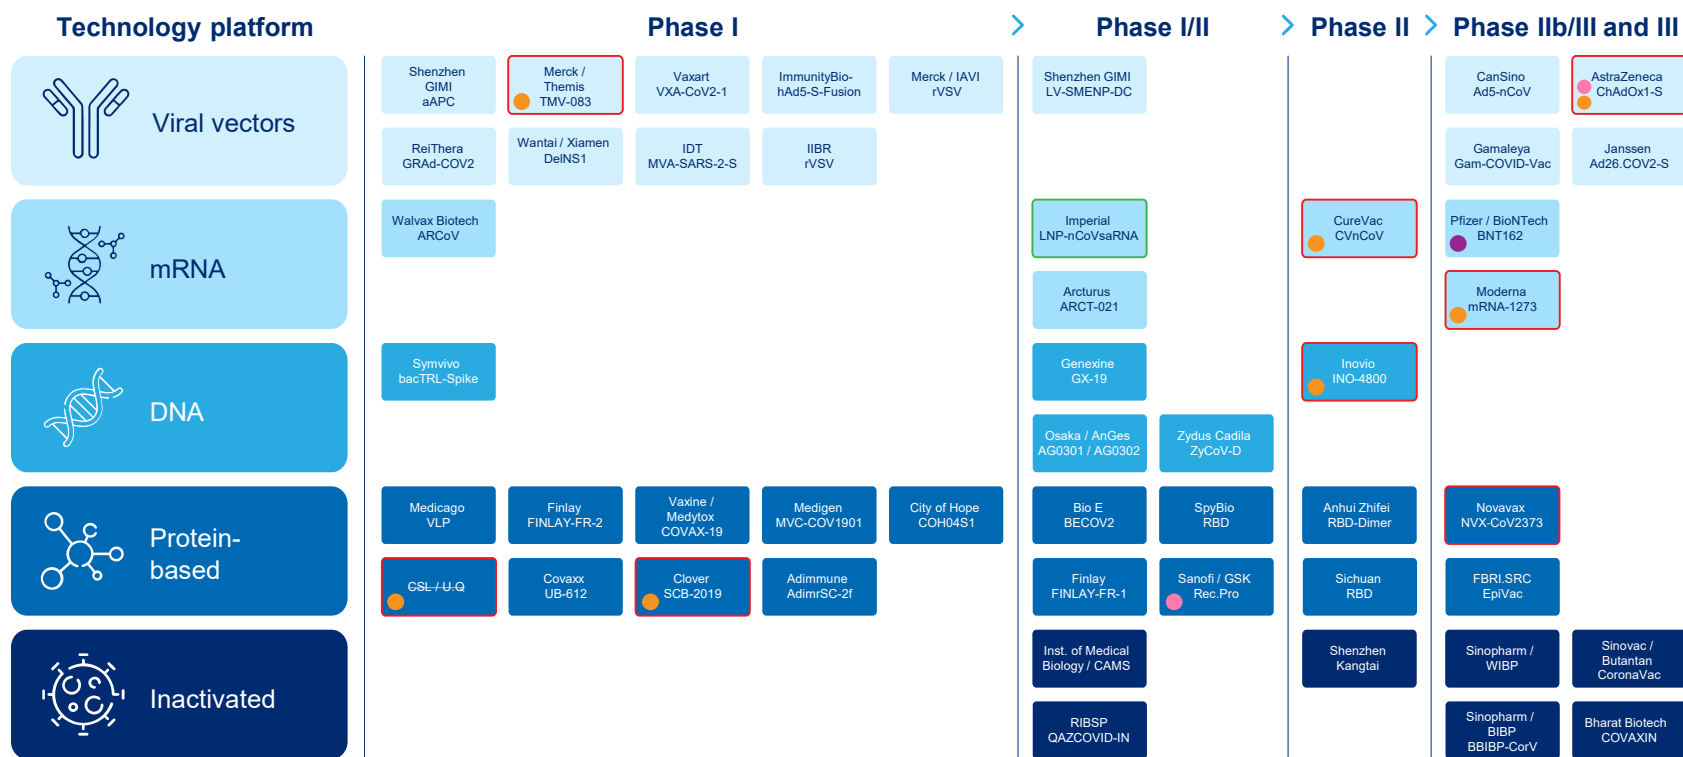 Technology platform
Phase I
Phase I/II
Phase II
Phase IIb/III and III
Viral vectors
Shenzhen
GIMI
aAPC
Merck /
Themis
TMV-083
Vaxart
VXA-CoV2-1
ImmunityBio-
hAd5-S-Fusion
Merck / IAVI
rVSV
Shenzhen GIMI
LV-SMENP-DC
CanSino
Ad5-nCoV
AstraZeneca
ChAdOx1-S
ReiThera
GRAd-COV2
Wantai / Xiamen
DelNS1
IDT
MVA-SARS-2-S
IIBR
rVSV
Gamaleya
Gam-COVID-Vac
Janssen
Ad26.COV2-S
mRNA
Walvax Biotech
ARCoV
Imperial
LNP-nCoVsaRNA
CureVac
CVnCoV
Pfizer / BioNTech
BNT162
Arcturus
ARCT-021
Moderna
mRNA-1273
DNA
Symvivo
bacTRL-Spike
Genexine
GX-19
Inovio
INO-4800
Osaka / AnGes
AG0301 / AG0302
Zydus Cadila
ZyCoV-D
Protein-
based
Medicago
VLP
Finlay
FINLAY-FR-2
Vaxine /
Medytox
COVAX-19
Medigen
MVC-COV1901
City of Hope
COH04S1
Bio E
BECOV2
SpyBio
RBD
Anhui Zhifei
RBD-Dimer
Novavax
NVX-CoV2373
CSL / U.Q
Covaxx
UB-612
Clover
SCB-2019
Adimmune
AdimrSC-2f
Finlay
FINLAY-FR-1
Sanofi / GSK
Rec.Pro
Sichuan
RBD
FBRI.SRC
EpiVac
Inactivated
Inst. of Medical
Biology / CAMS
Shenzhen
Kangtai
Sinopharm /
WIBP
Sinovac /
Butantan
CoronaVac
RIBSP
QAZCOVID-IN
Sinopharm /
BIBP
BBIBP-CorV
Bharat Biotech
COVAXIN